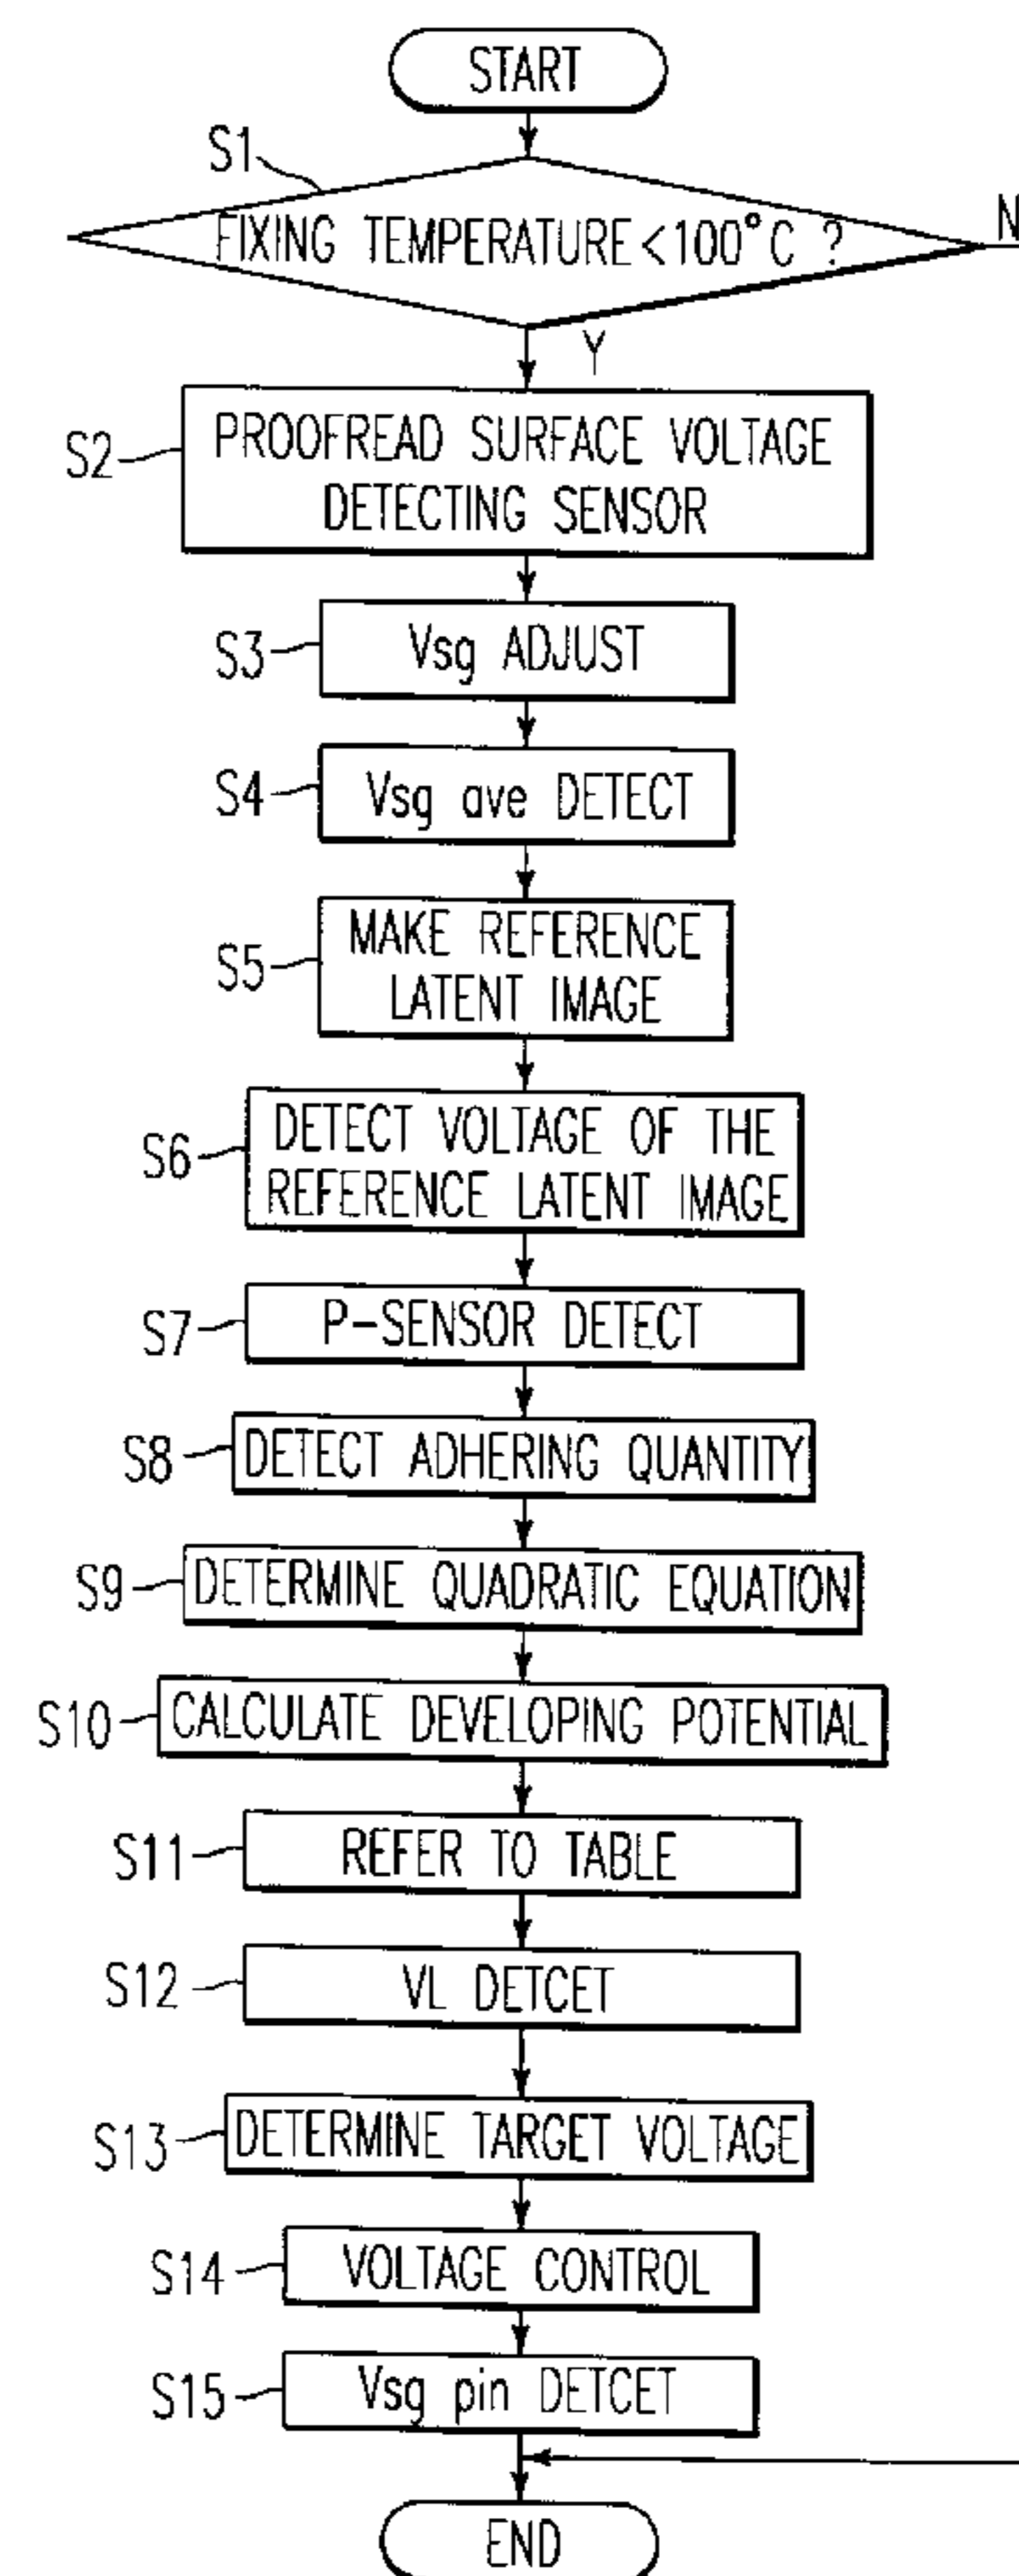 START
S1
FIXING TEMPERATURE<100°C ?
N
Y
S2
PROOFREAD SURFACE VOLTAGE
DETECTING SENSOR
S3
Vsg ADJUST
S4
Vsg ave DETECT
S5
MAKE REFERENCE
LATENT IMAGE
S6
DETECT VOLTAGE OF THE
REFERENCE LATENT IMAGE
S7
P-SENSOR DETECT
S8
DETECT ADHERING QUANTITY
S9
DETERMINE QUADRATIC EQUATION
S10
CALCULATE DEVELOPING POTENTIAL
S11
REFER TO TABLE
S12
VL DETCET
S13
DETERMINE TARGET VOLTAGE
S14
VOLTAGE CONTROL
S15
Vsg pin DETCET
END